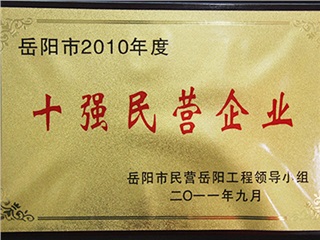 岳阳市2010年度
十强民营企业
岳阳市民营岳阳工程领导小组
二〇一一年九月